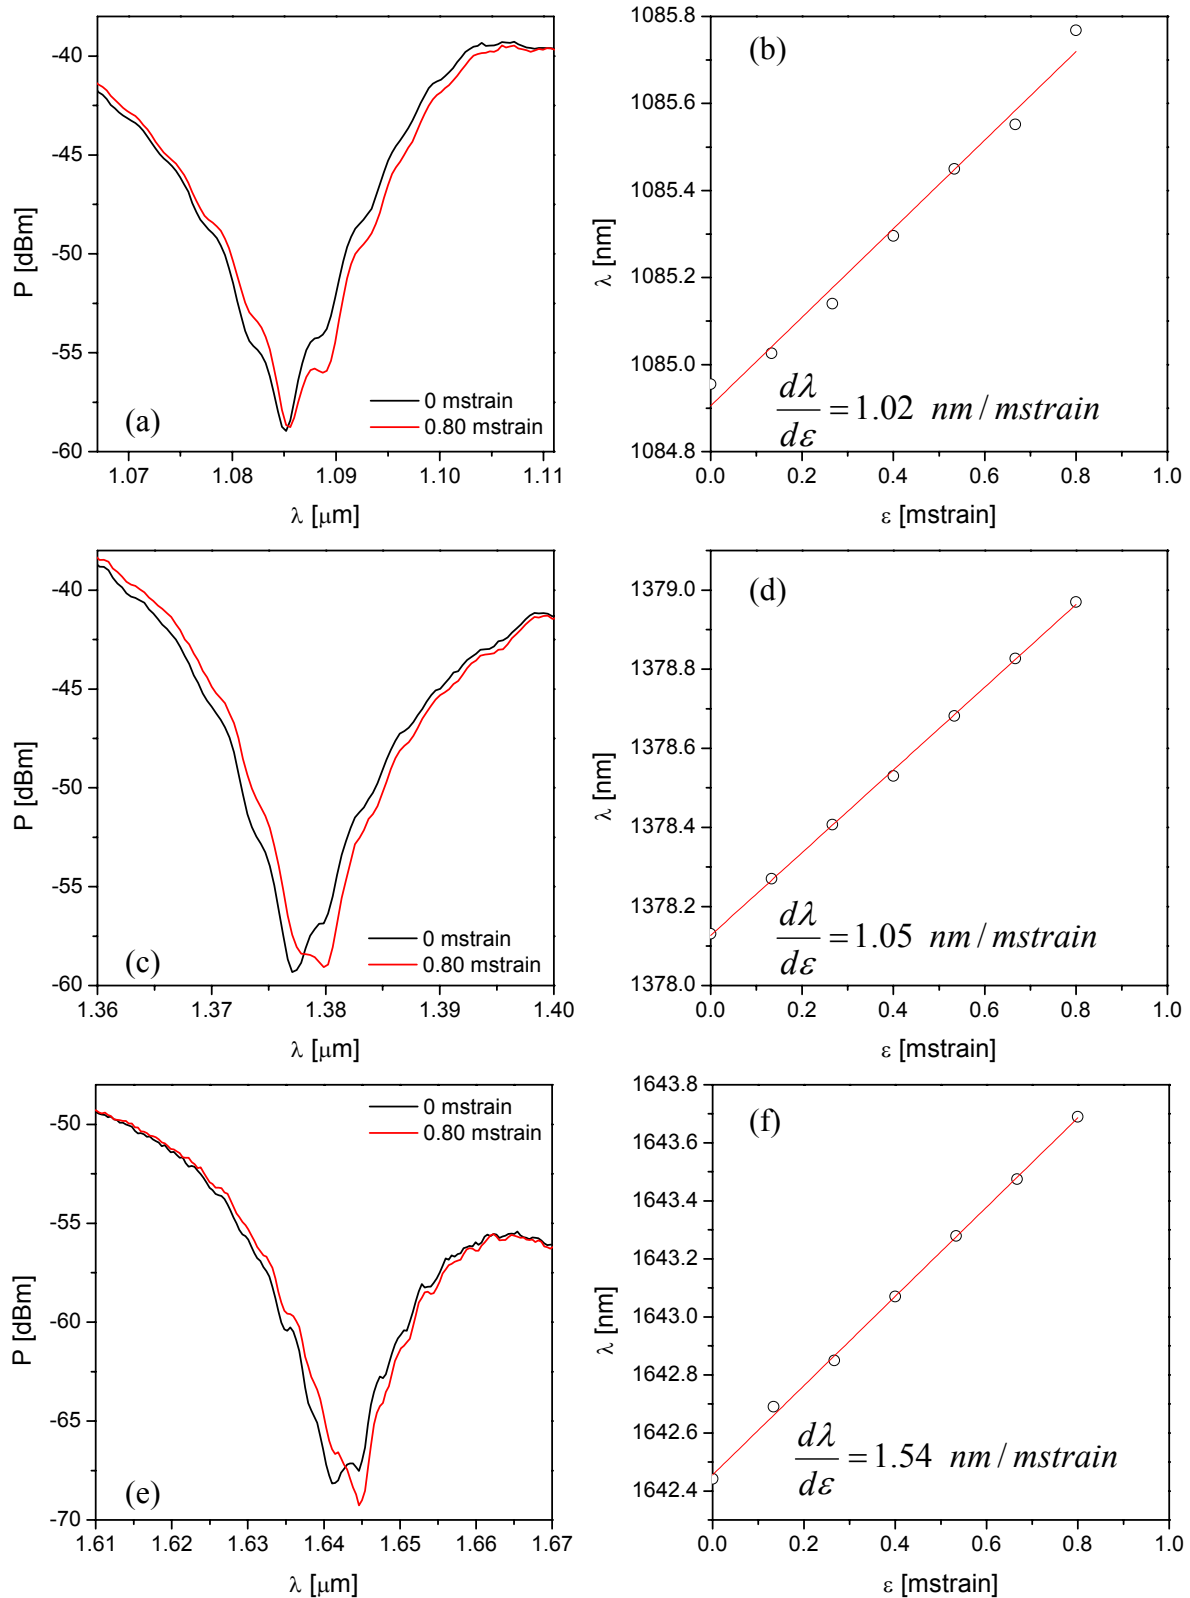 -40
-45
-50
-55
-60
P [dBm]
(a)
0 mstrain
0.80 mstrain
1.07 1.08 1.09 1.10 1.11
λ [μm]
1085.8
1085.6
1085.4
1085.2
1085.0
1084.8
λ [nm]
(b)
dλ/dε = 1.02 nm / mstrain
0.0 0.2 0.4 0.6 0.8 1.0
ε [mstrain]
-40
-45
-50
-55
-60
P [dBm]
(c)
0 mstrain
0.80 mstrain
1.36 1.37 1.38 1.39 1.40
λ [μm]
1379.0
1378.8
1378.6
1378.4
1378.2
1378.0
λ [nm]
(d)
dλ/dε = 1.05 nm / mstrain
0.0 0.2 0.4 0.6 0.8 1.0
ε [mstrain]
-50
-55
-60
-65
-70
P [dBm]
0 mstrain
0.80 mstrain
(e)
1.61 1.62 1.63 1.64 1.65 1.66 1.67
λ [μm]
1643.8
1643.6
1643.4
1643.2
1643.0
1642.8
1642.6
1642.4
λ [nm]
(f)
dλ/dε = 1.54 nm / mstrain
0.0 0.2 0.4 0.6 0.8 1.0
ε [mstrain]